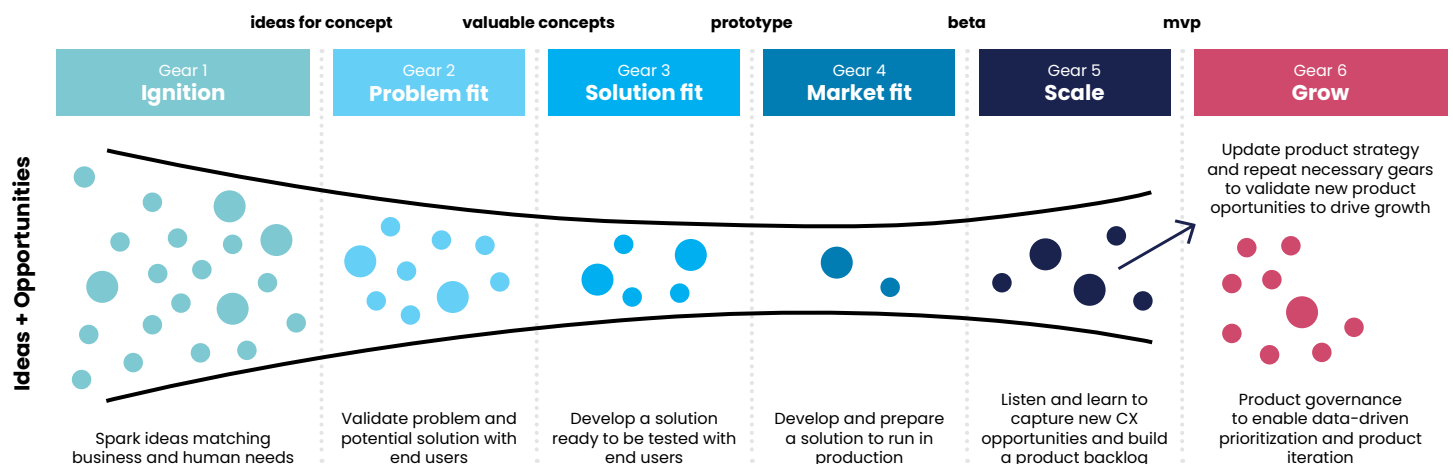 ideas for concept
valuable concepts
prototype
beta
mvp
Gear 1
Ignition
Gear 2
Problem fit
Gear 3
Solution fit
Gear 4
Market fit
Gear 5
Scale
Gear 6
Grow
Ideas + Opportunities
Update product strategy
and repeat necessary gears
to validate new product
oportunities to drive growth
Spark ideas matching
business and human needs
Validate problem and
potential solution with
end users
Develop a solution
ready to be tested with
end users
Develop and prepare
a solution to run in
production
Listen and learn to
capture new CX
opportunities and build
a product backlog
Product governance
to enable data-driven
prioritization and product
iteration